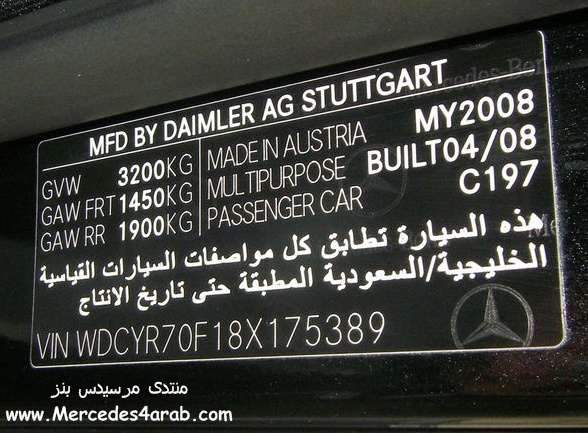 MFD BY DAIMLER AG STUTTGART
GVW 3200KG MADE IN AUSTRIA MY2008
GAW FRT 1450KG MULTIPURPOSE BUILT04/08
GAW RR 1900KG PASSENGER CAR C197
هذه السيارة تطابق كل مواصفات السيارات القياسية
الخليجية/السعودية المطبقة حتى تاريخ الانتاج
VIN WDCYR70F18X175389
منتدى مرسيدس بنز
www.Mercedes4arab.com